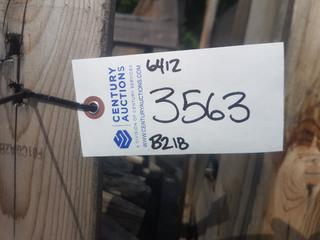 6412
3563
B21B
CENTURY
AUCTIONS
A DIVISION OF CENTURY SERVICES
WWW.CENTURYAUCTIONS.COM